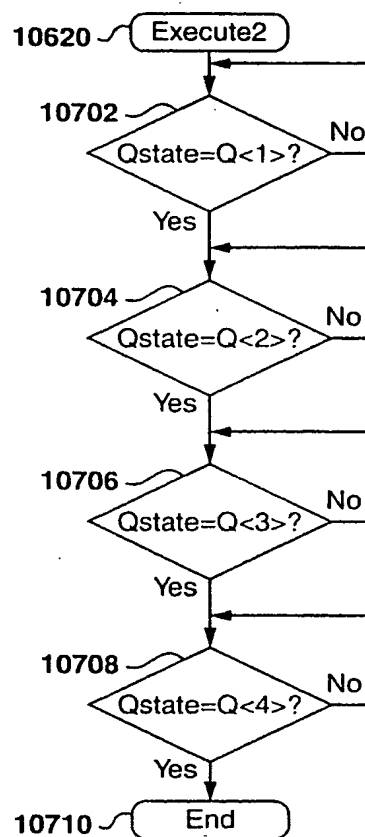 10620 Execute2
10702
No
Qstate=Q<1>?
Yes
10704
No
Qstate=Q<2>?
Yes
10706
No
Qstate=Q<3>?
Yes
10708
No
Qstate=Q<4>?
Yes
10710 End